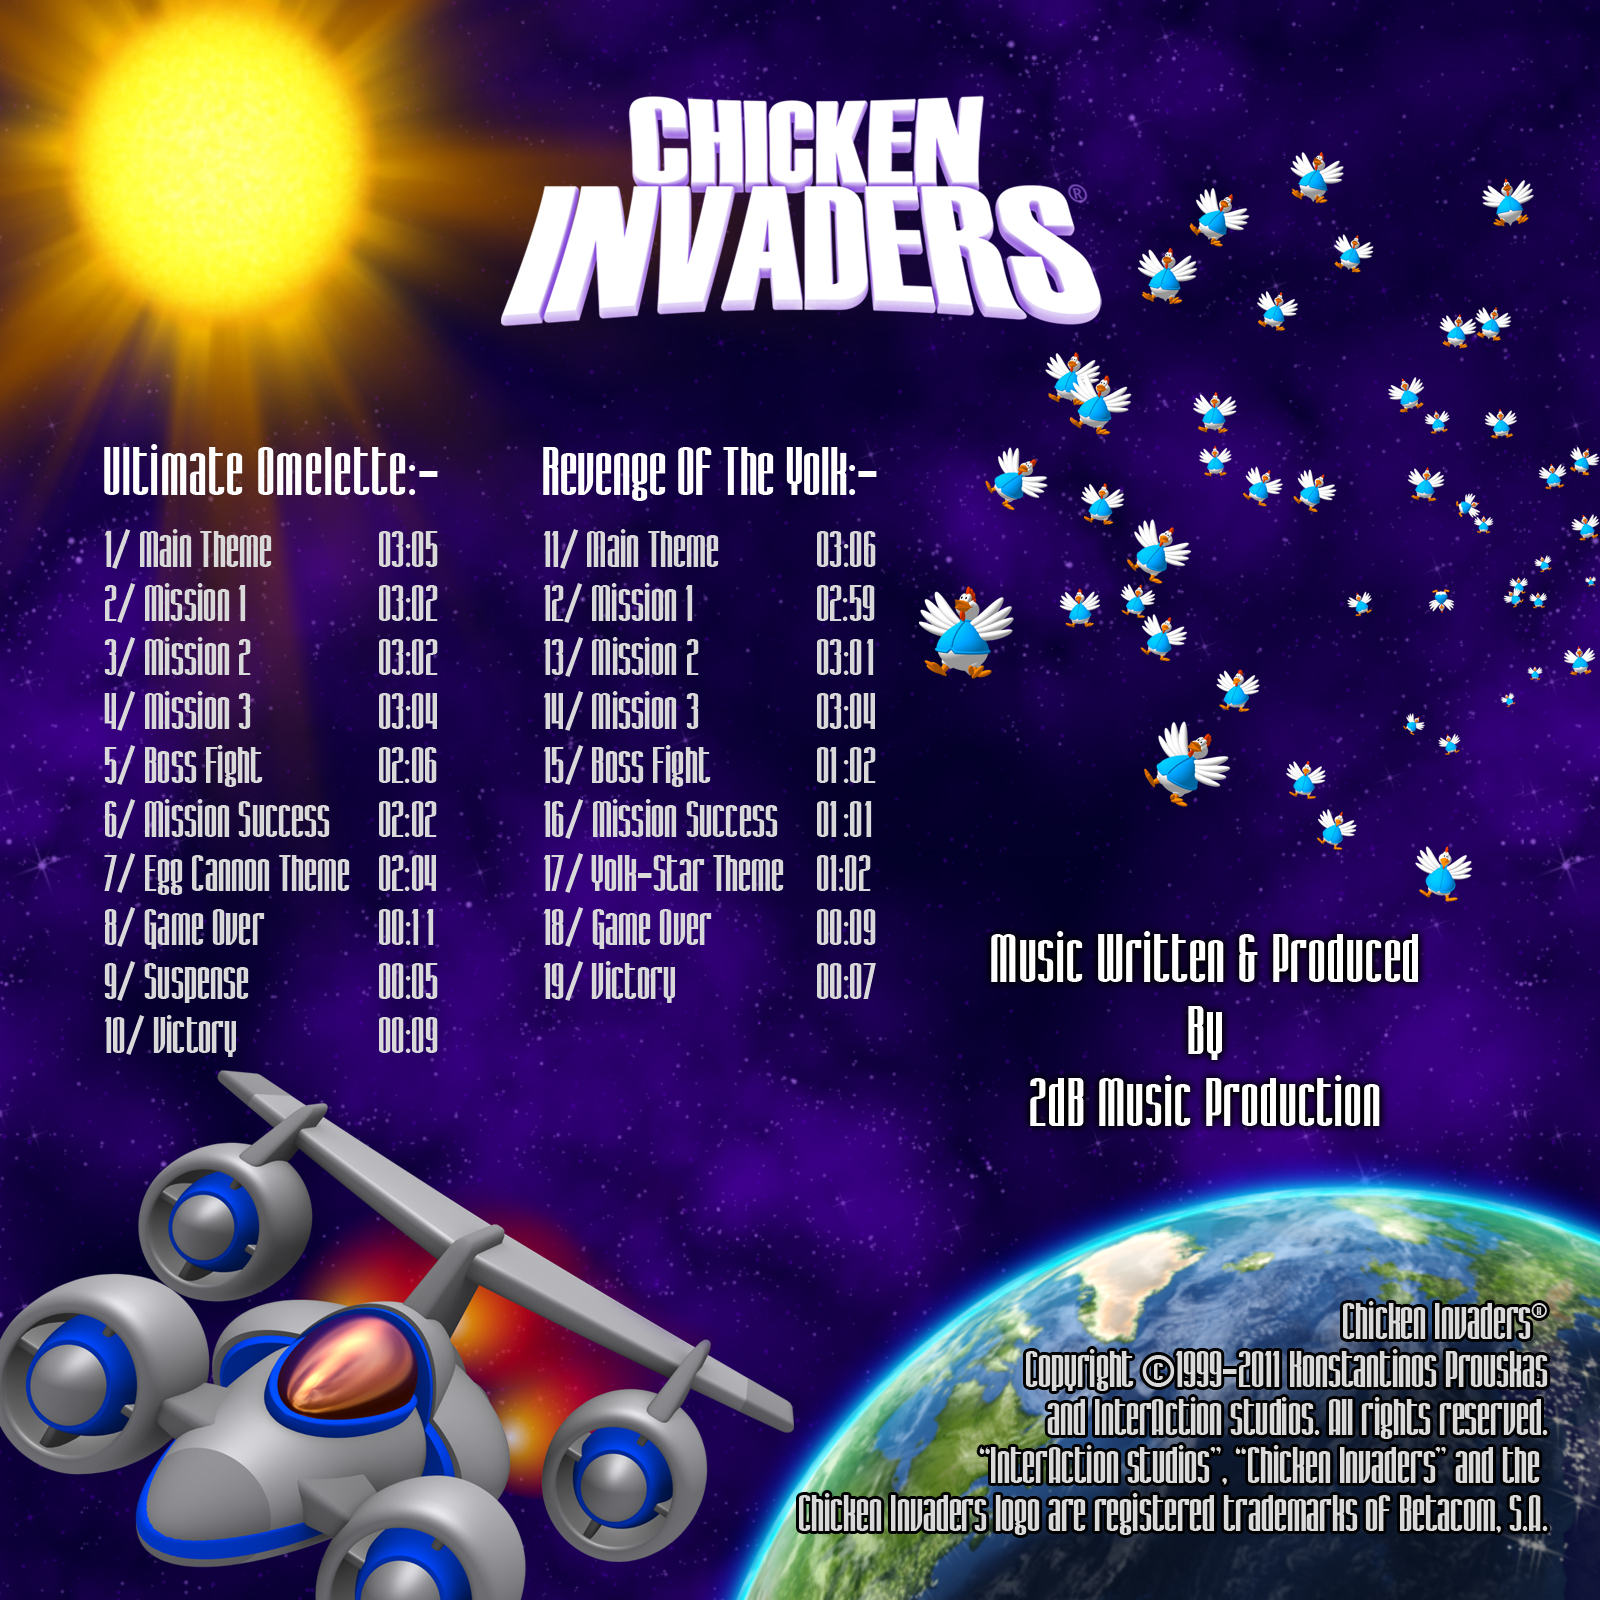 CHICKEN
INVADERS®
Ultimate Omelette:-
1/ Main Theme 03:05
2/ Mission 1 03:02
3/ Mission 2 03:02
4/ Mission 3 03:04
5/ Boss Fight 02:06
6/ Mission Success 02:02
7/ Egg Cannon Theme 02:04
8/ Game Over 00:11
9/ Suspense 00:05
10/ Victory 00:09
Revenge Of The Yolk:-
11/ Main Theme 03:06
12/ Mission 1 02:59
13/ Mission 2 03:01
14/ Mission 3 03:04
15/ Boss Fight 01:02
16/ Mission Success 01:01
17/ Yolk-Star Theme 01:02
18/ Game Over 00:09
19/ Victory 00:07
Music Written & Produced
By
2dB Music Production
Chicken Invaders®
Copyright ©1999-2011 Konstantinos Prouskas
and InterAction studios. All rights reserved.
“InterAction studios”, “Chicken Invaders” and the
Chicken Invaders logo are registered trademarks of Betacom, S.A.